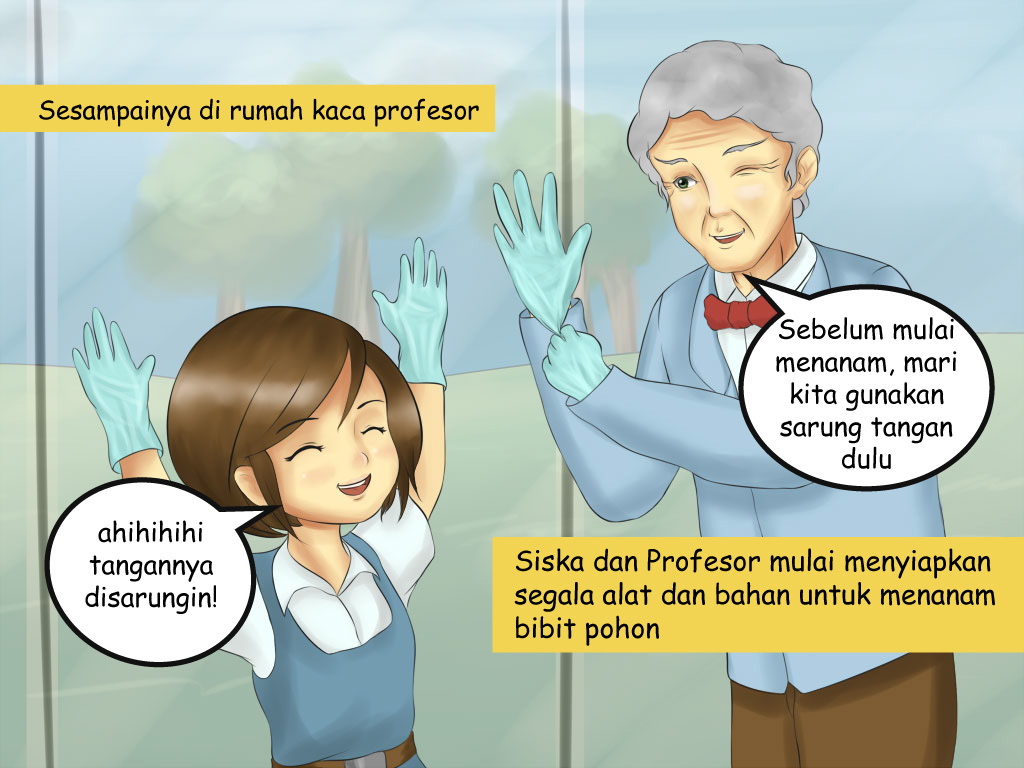 Sesampainya di rumah kaca profesor
Sebelum mulai
menanam, mari
kita gunakan
sarung tangan
dulu
ahihihihi
tangannya
disarungin!
Siska dan Profesor mulai menyiapkan
segala alat dan bahan untuk menanam
bibit pohon